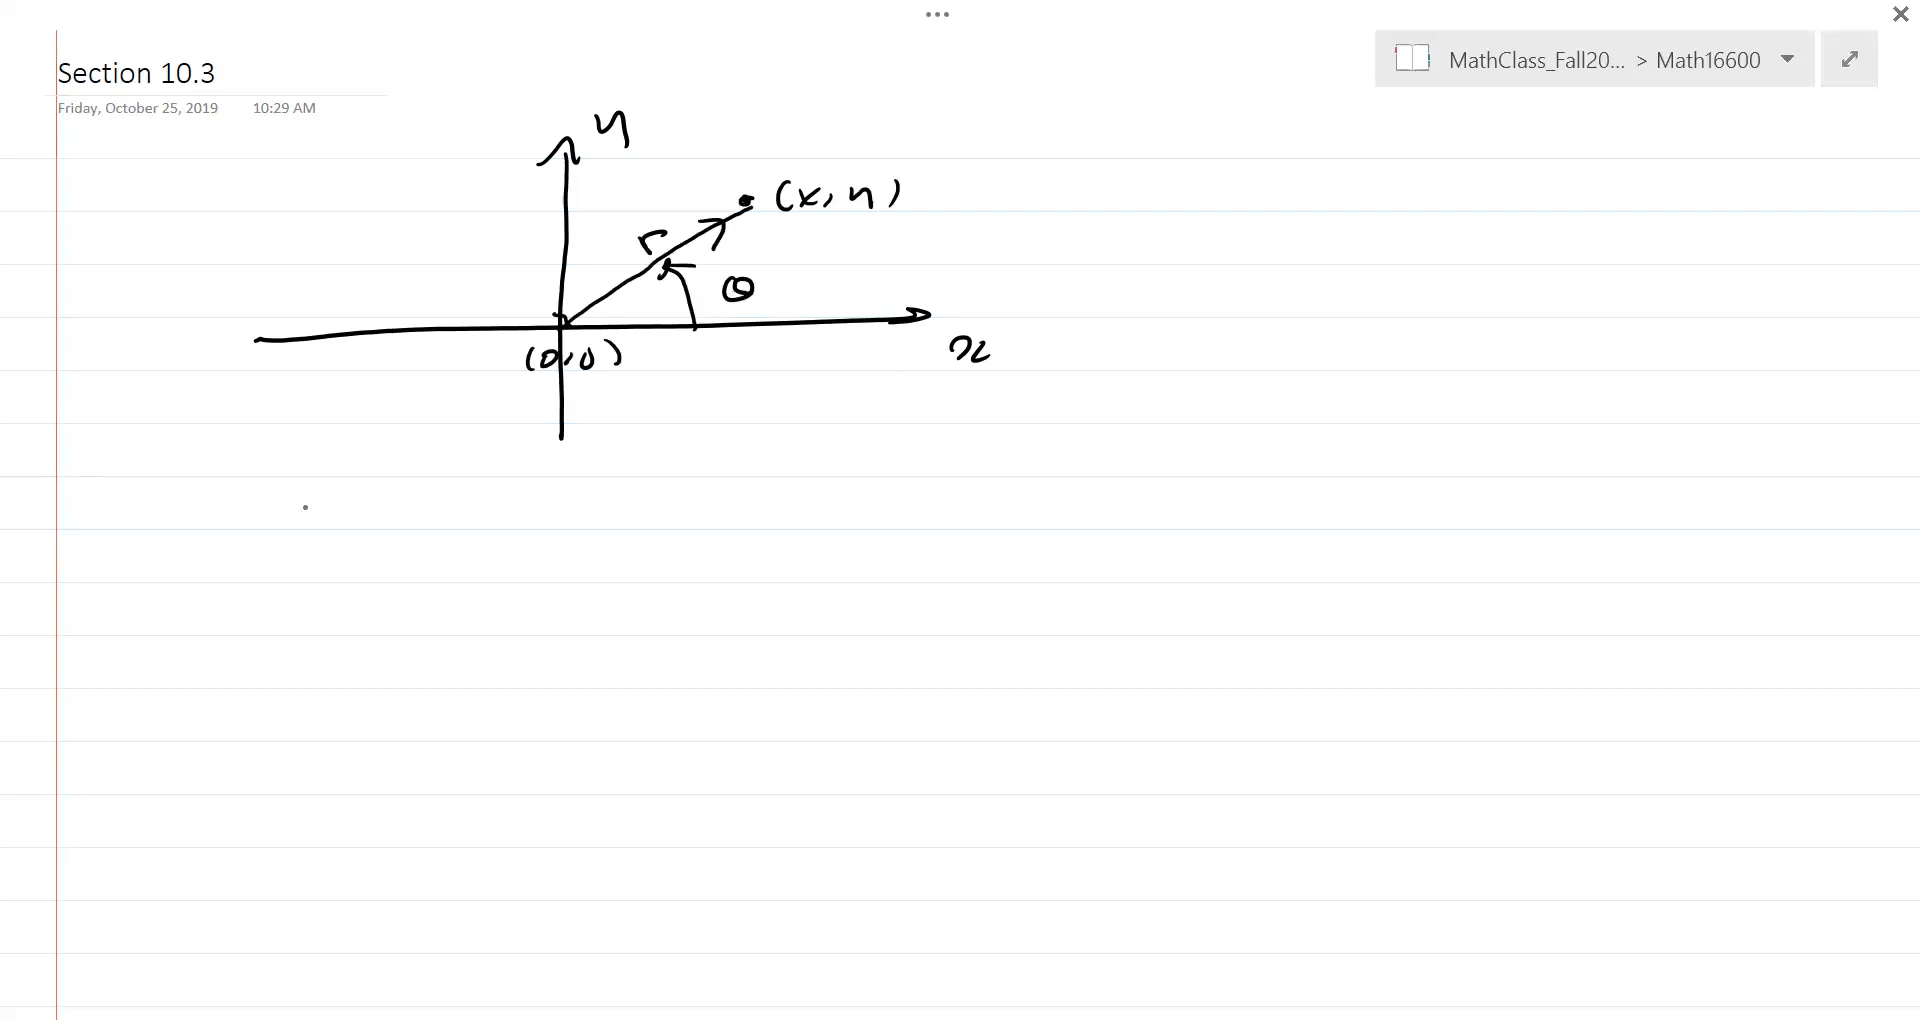 MathClass_Fall20... > Math16600
Section 10.3
Friday, October 25, 2019 10:29 AM
y
(x, y)
r
θ
(0,0)
x